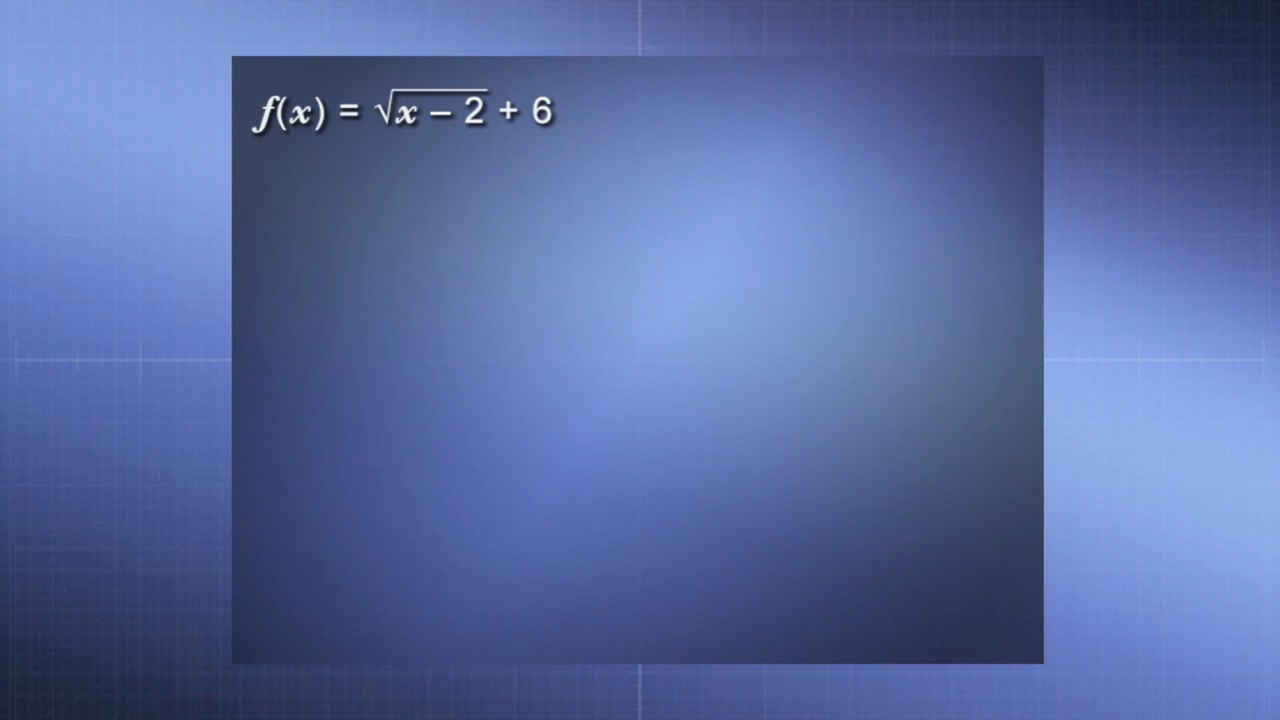 f(x) = √x – 2 + 6